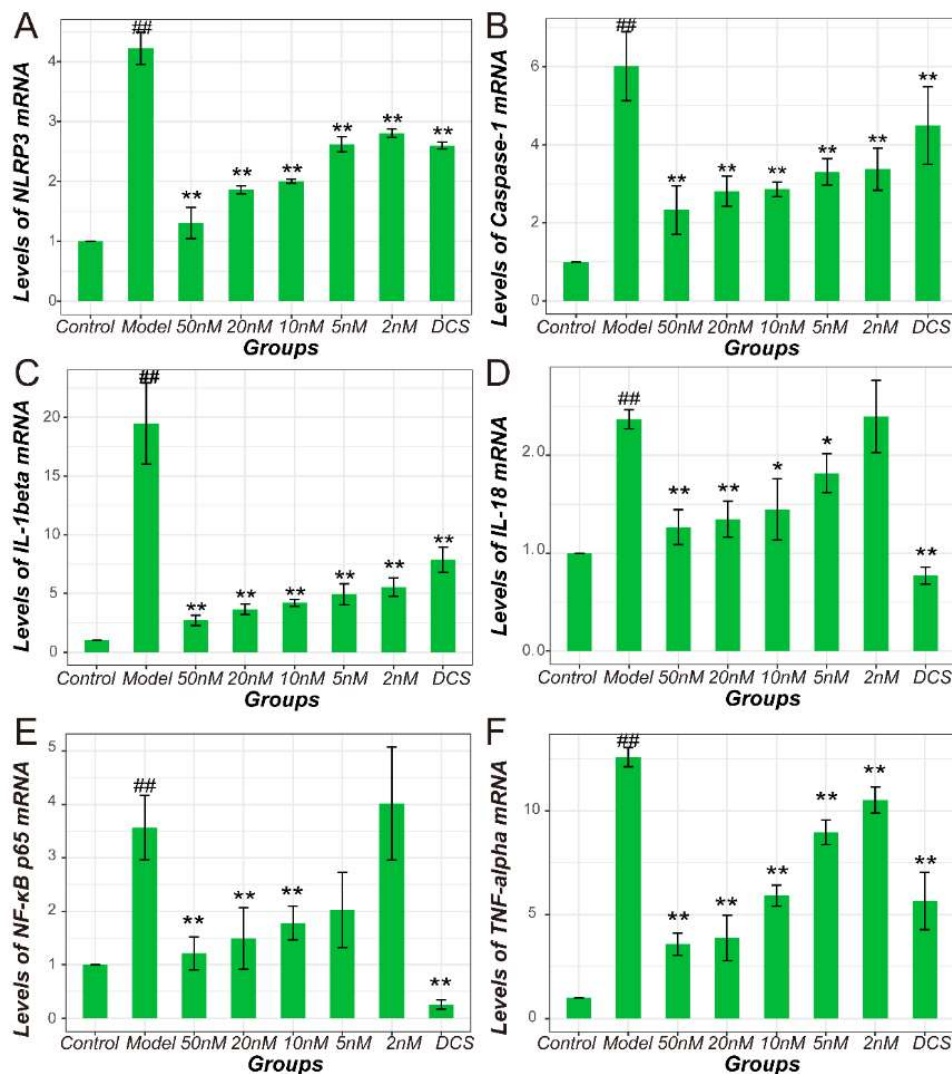 A
Levels of NLRP3 mRNA
4
3
2
1
0
##
**
**
**
**
**
**
Control Model 50nM 20nM 10nM 5nM 2nM DCS
Groups
B
Levels of Caspase-1 mRNA
6
4
2
0
##
**
**
**
**
**
**
Control Model 50nM 20nM 10nM 5nM 2nM DCS
Groups
C
Levels of IL-1beta mRNA
20
15
10
5
0
##
**
**
**
**
**
**
Control Model 50nM 20nM 10nM 5nM 2nM DCS
Groups
D
Levels of IL-18 mRNA
2.0
1.0
0.0
##
**
**
*
*
**
Control Model 50nM 20nM 10nM 5nM 2nM DCS
Groups
E
Levels of NF-κB p65 mRNA
5
4
3
2
1
0
##
**
**
**
**
Control Model 50nM 20nM 10nM 5nM 2nM DCS
Groups
F
Levels of TNF-alpha mRNA
10
5
0
##
**
**
**
**
**
**
Control Model 50nM 20nM 10nM 5nM 2nM DCS
Groups